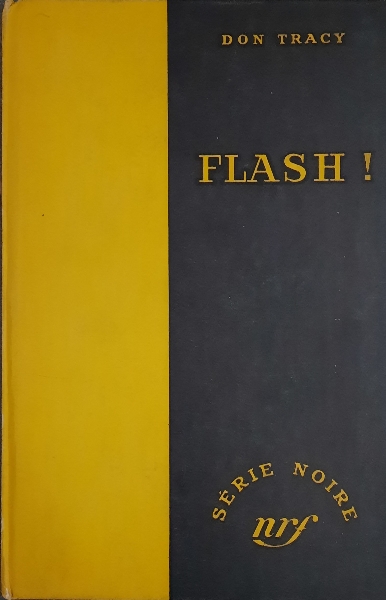 DON TRACY
FLASH !
SÉRIE NOIRE
nrf